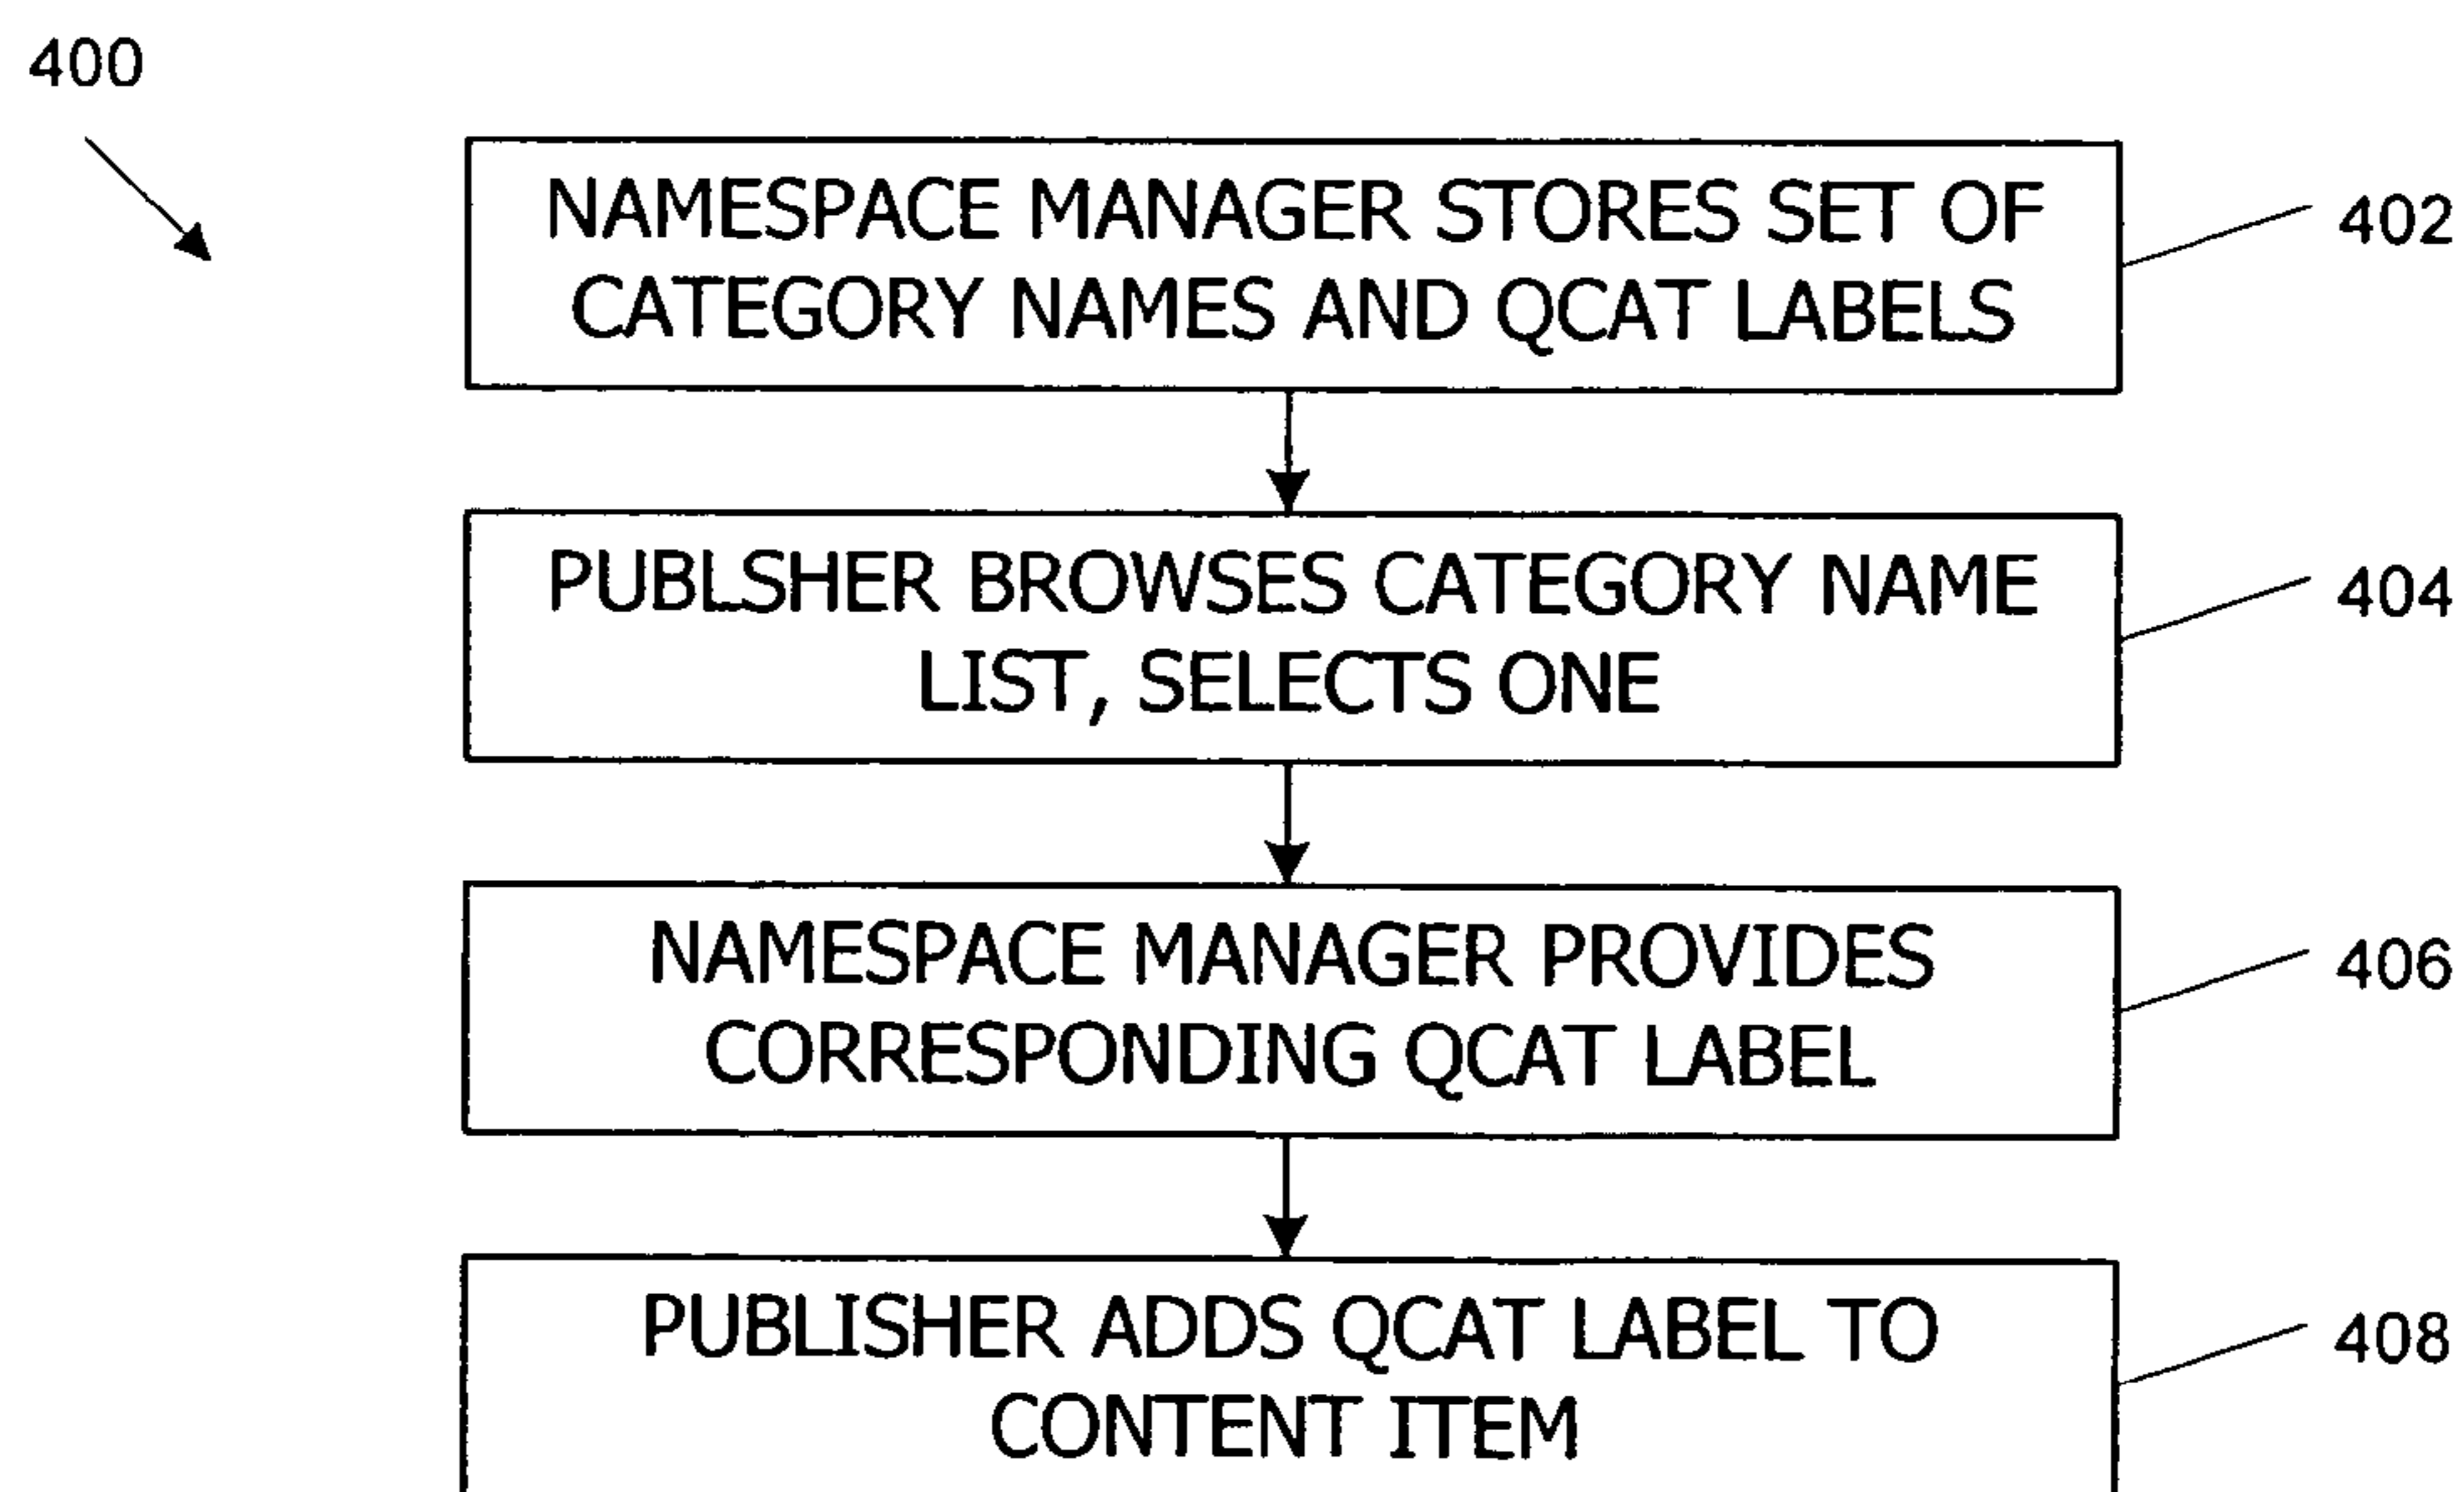 400
NAMESPACE MANAGER STORES SET OF
CATEGORY NAMES AND QCAT LABELS
402
PUBLSHER BROWSES CATEGORY NAME
LIST, SELECTS ONE
404
NAMESPACE MANAGER PROVIDES
CORRESPONDING QCAT LABEL
406
PUBLISHER ADDS QCAT LABEL TO
CONTENT ITEM
408